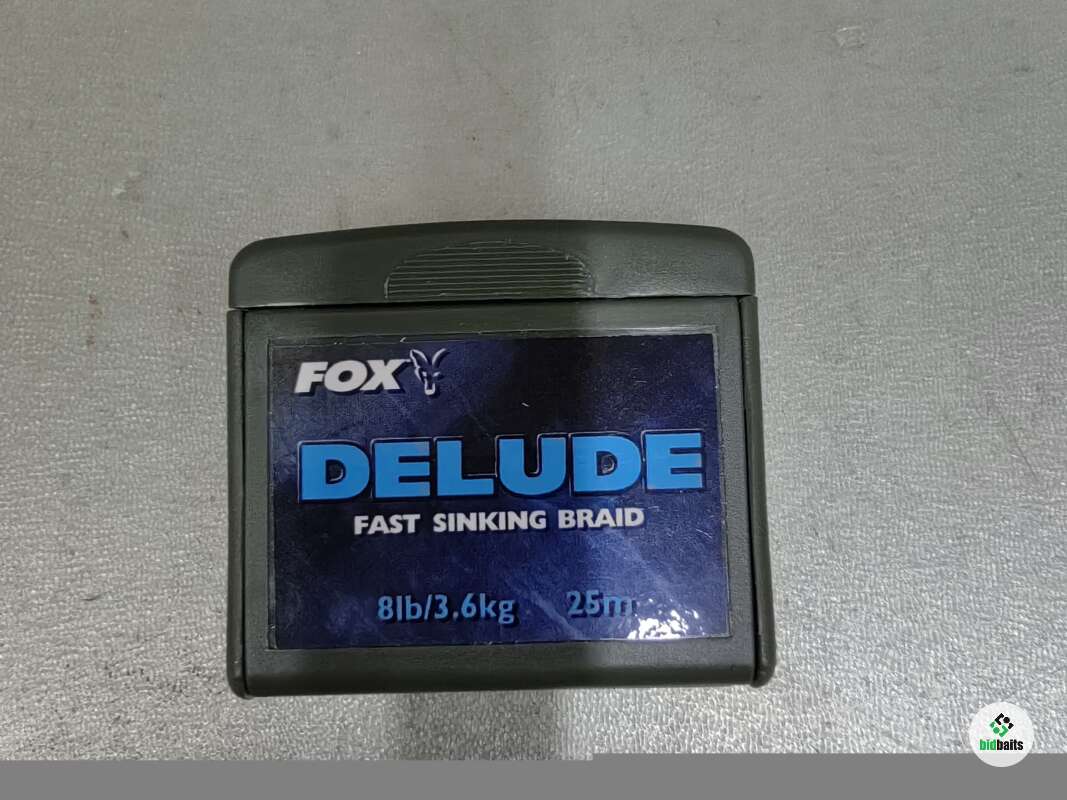 FOX
DELUDE
FAST SINKING BRAID
8lb/3.6kg 25m
bidbaits